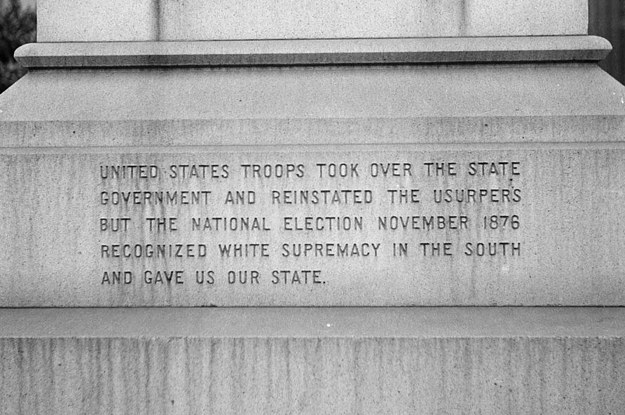 UNITED STATES TROOPS TOOK OVER THE STATE
GOVERNMENT AND REINSTATED THE USURPERS
BUT THE NATIONAL ELECTION NOVEMBER 1876
RECOGNIZED WHITE SUPREMACY IN THE SOUTH
AND GAVE US OUR STATE.